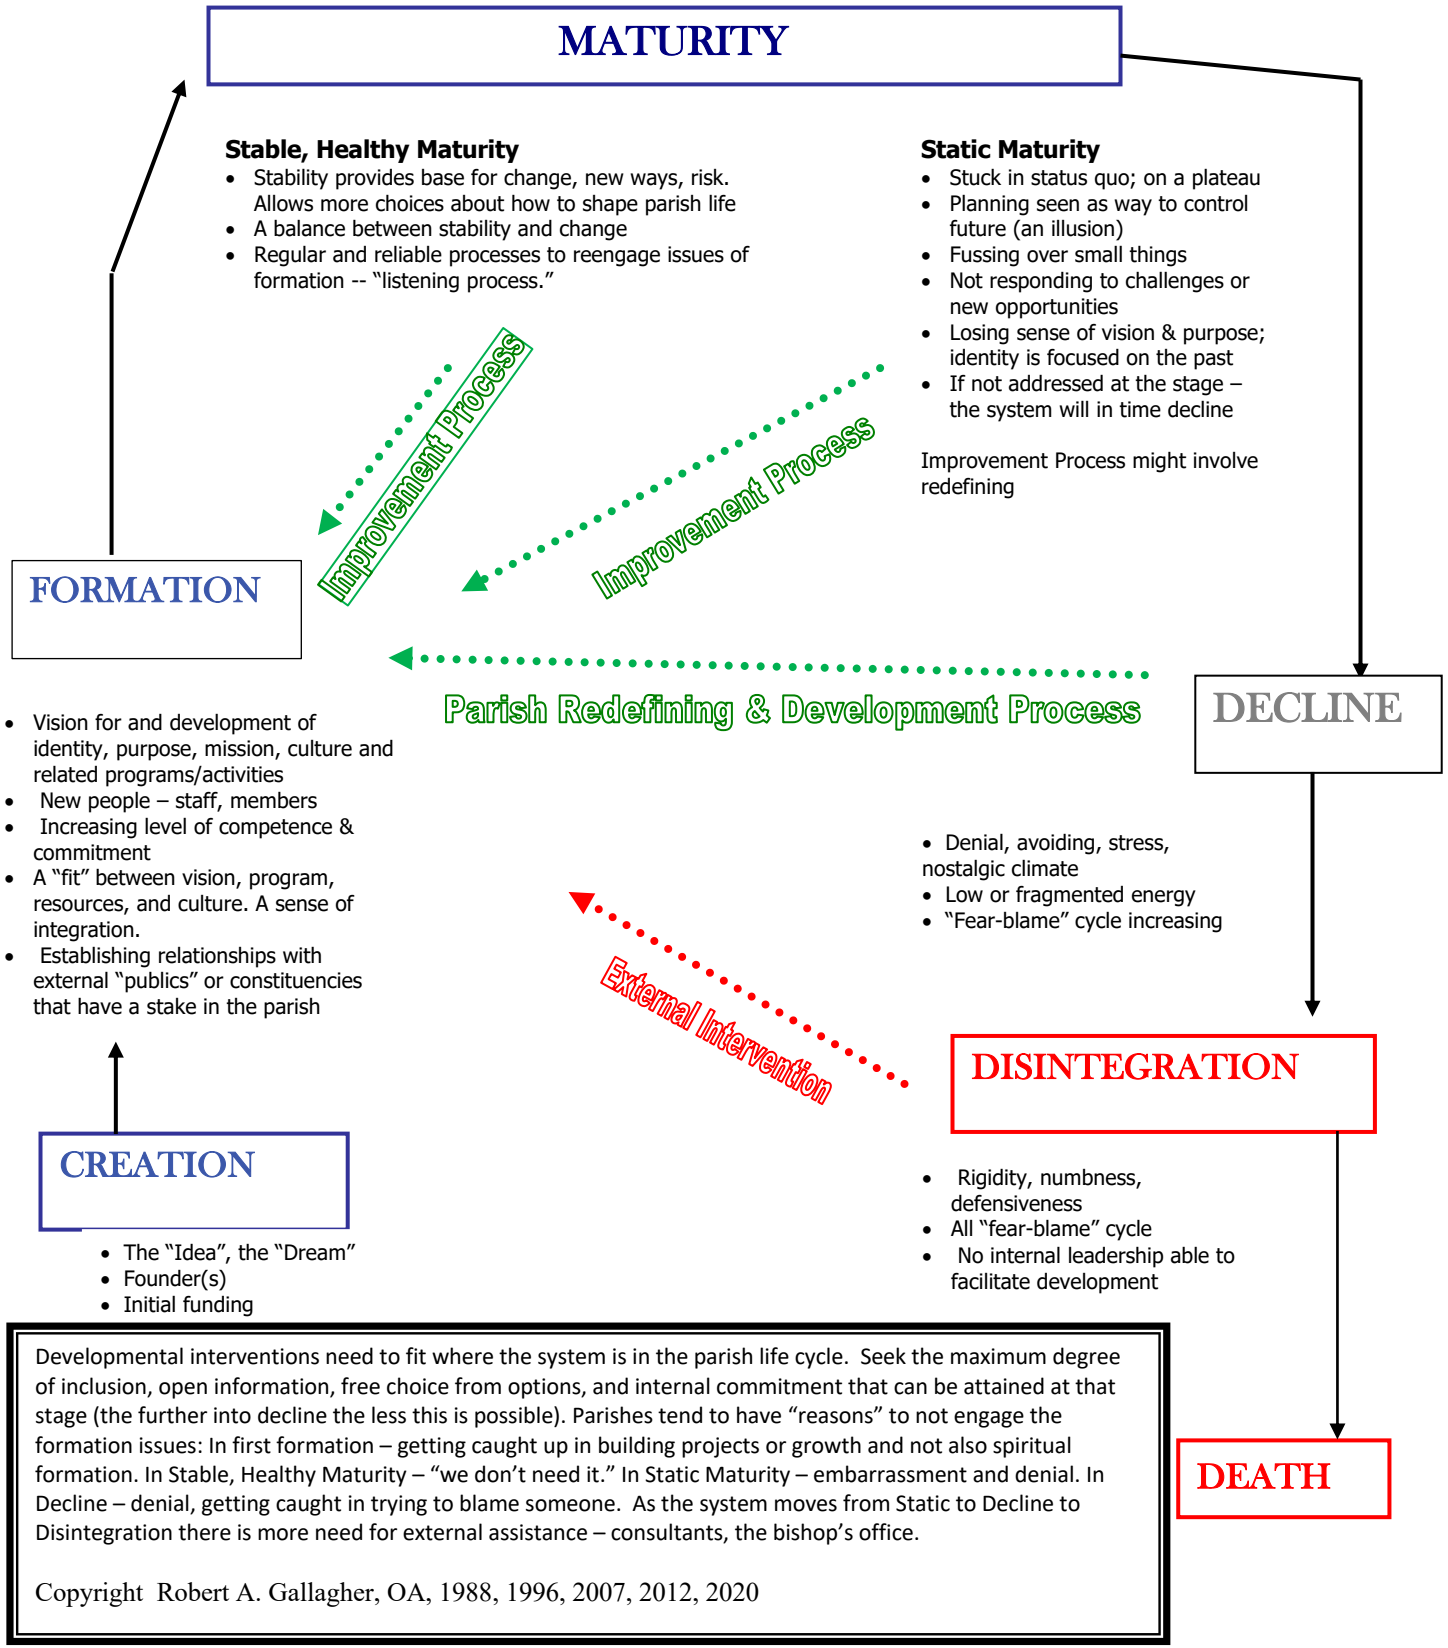 MATURITY
Stable, Healthy Maturity
• Stability provides base for change, new ways, risk.
Allows more choices about how to shape parish life
• A balance between stability and change
• Regular and reliable processes to reengage issues of
formation -- “listening process.”
Static Maturity
• Stuck in status quo; on a plateau
• Planning seen as way to control
future (an illusion)
• Fussing over small things
• Not responding to challenges or
new opportunities
• Losing sense of vision & purpose;
identity is focused on the past
• If not addressed at the stage –
the system will in time decline
Improvement Process might involve
redefining
Improvement Process
Improvement Process
FORMATION
Parish Redefining & Development Process
DECLINE
• Vision for and development of
identity, purpose, mission, culture and
related programs/activities
• New people – staff, members
• Increasing level of competence &
commitment
• A “fit” between vision, program,
resources, and culture. A sense of
integration.
• Establishing relationships with
external “publics” or constituencies
that have a stake in the parish
• Denial, avoiding, stress,
nostalgic climate
• Low or fragmented energy
• “Fear-blame” cycle increasing
External Intervention
DISINTEGRATION
CREATION
• Rigidity, numbness,
defensiveness
• All “fear-blame” cycle
• No internal leadership able to
facilitate development
• The “Idea”, the “Dream”
• Founder(s)
• Initial funding
Developmental interventions need to fit where the system is in the parish life cycle. Seek the maximum degree
of inclusion, open information, free choice from options, and internal commitment that can be attained at that
stage (the further into decline the less this is possible). Parishes tend to have “reasons” to not engage the
formation issues: In first formation – getting caught up in building projects or growth and not also spiritual
formation. In Stable, Healthy Maturity – “we don’t need it.” In Static Maturity – embarrassment and denial. In
Decline – denial, getting caught in trying to blame someone. As the system moves from Static to Decline to
Disintegration there is more need for external assistance – consultants, the bishop’s office.
Copyright Robert A. Gallagher, OA, 1988, 1996, 2007, 2012, 2020
DEATH